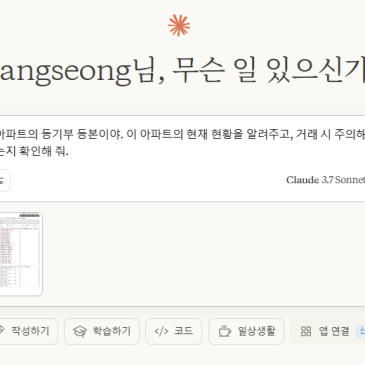 angseong님, 무슨 일 있으신가
아파트의 등기부 등본이야. 이 아파트의 현재 현황을 알려주고, 거래 시 주의해
는지 확인해 줘.
Claude 3.7 Sonnet
작성하기
학습하기
코드
일상생활
앱 연결